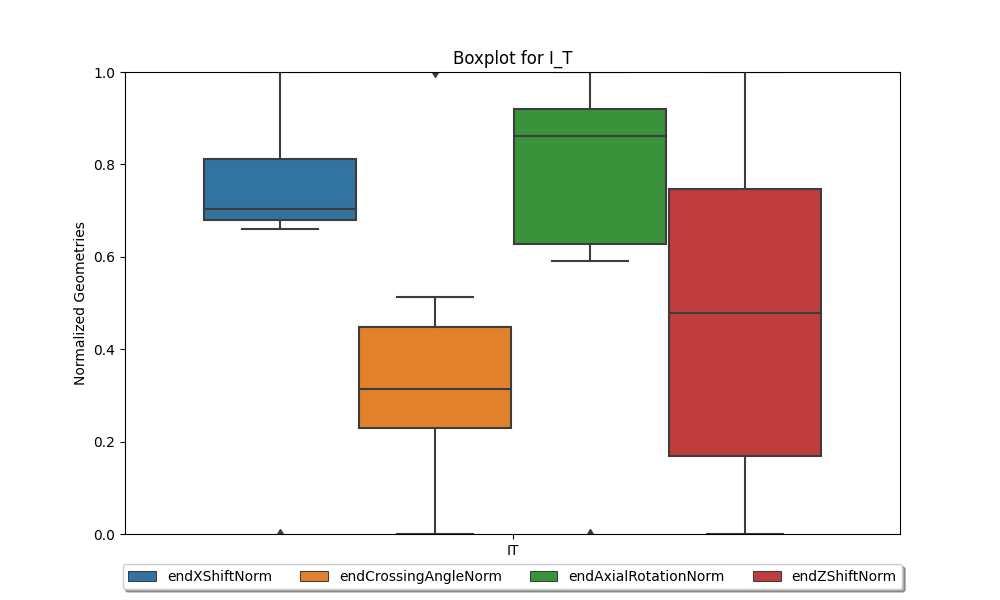 Boxplot for I_T
1.0
0.8
0.6
0.4
0.2
0.0
Normalized Geometries
IT
endXShiftNorm endCrossingAngleNorm endAxialRotationNorm endZShiftNorm